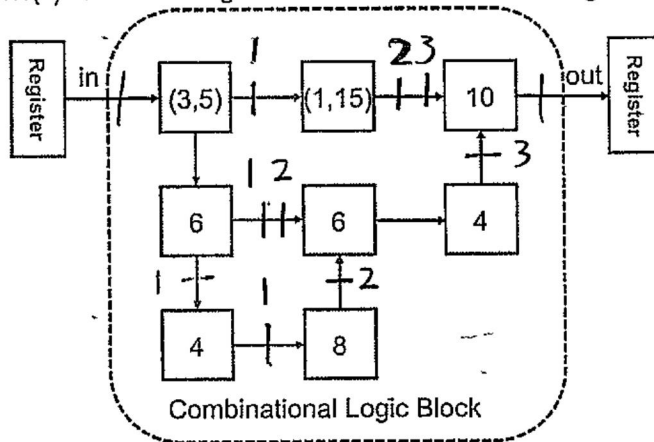 1 23
Register in (3,5) (1,15) 10 out Register
3
1 2
6 6 4
1 1 2
4 8
Combinational Logic Block